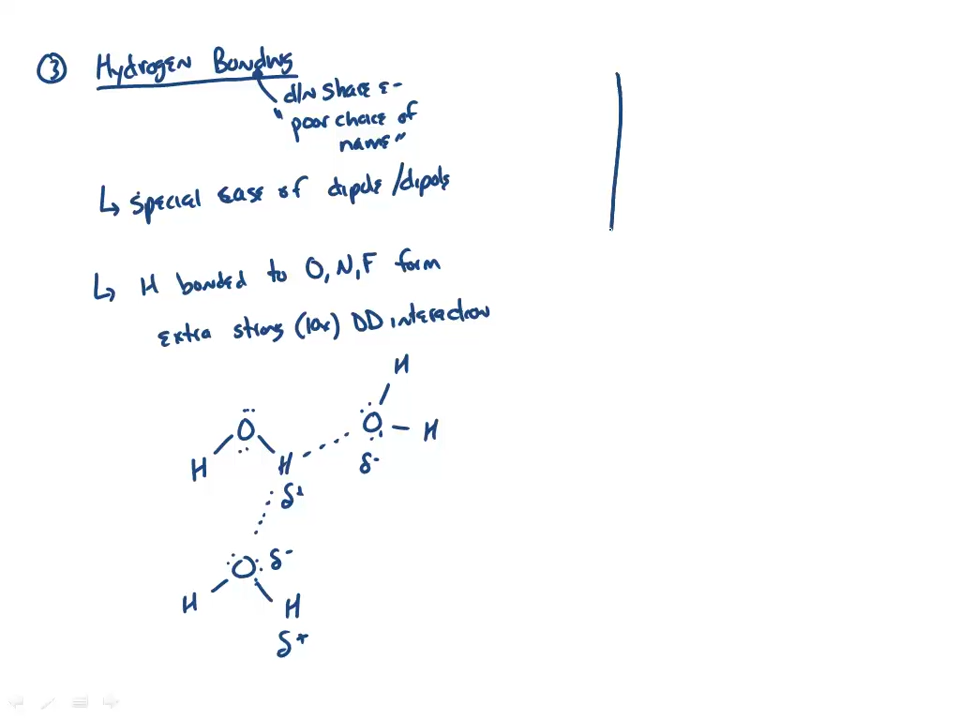 ③ Hydrogen Bonding
d/n share e-
"poor choice of
name"
↳ special case of dipole/dipole
↳ H bonded to O, N, F form
extra strong (10x) DD interaction
H
O
O
H
H
H
δ-
δ+
O
δ-
H
H
δ+